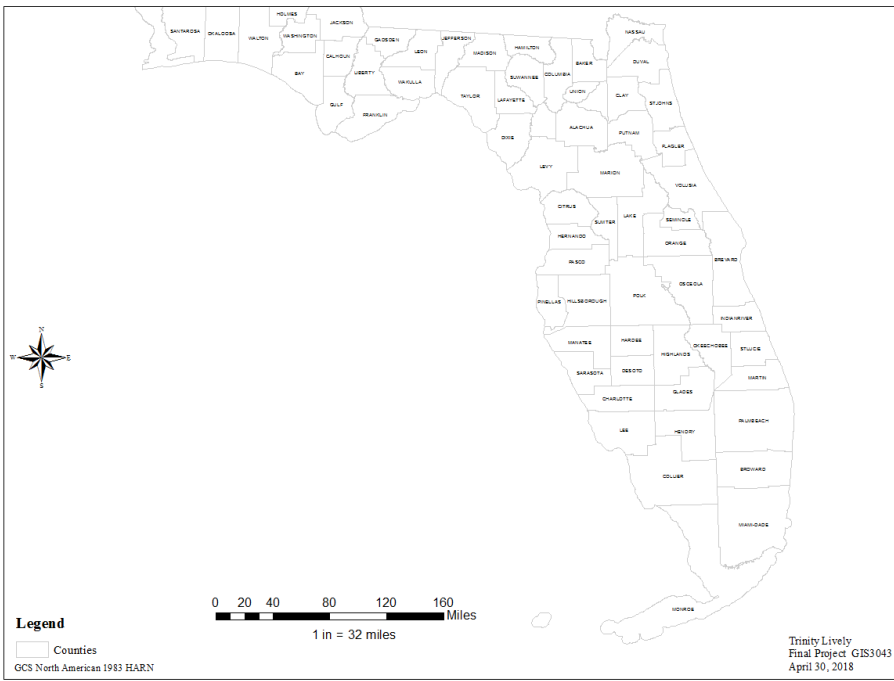 HOLMES
JACKSON
SANTAROSA
OKALOOSA
WALTON
WASHINGTON
GADSDEN
JEFFERSON
NASSAU
LEON
MADISON
HAMILTON
CALHOUN
BAY
LIBERTY
WAKULLA
SUWANNEE
COLUMBIA
BAKER
DUVAL
TAYLOR
LAFAYETTE
UNION
CLAY
STJOHNS
GULF
FRANKLIN
DIXIE
ALACHUA
PUTNAM
FLAGLER
LEVY
MARION
VOLUSIA
CITRUS
SUMTER
LAKE
SEMINOLE
HERNANDO
ORANGE
PASCO
BREVARD
OSCEOLA
PINELLAS
HILLSBOROUGH
POLK
INDIANRIVER
MANATEE
HARDEE
HIGHLANDS
OKEECHOBEE
STLUCIE
SARASOTA
DESOTO
MARTIN
CHARLOTTE
GLADES
LEE
HENDRY
PALMBEACH
COLLIER
BROWARD
MIAMI-DADE
MONROE
N
W E
S
0 20 40 80 120 160
Miles
1 in = 32 miles
Legend
Counties
GCS North American 1983 HARN
Trinity Lively
Final Project GIS3043
April 30, 2018